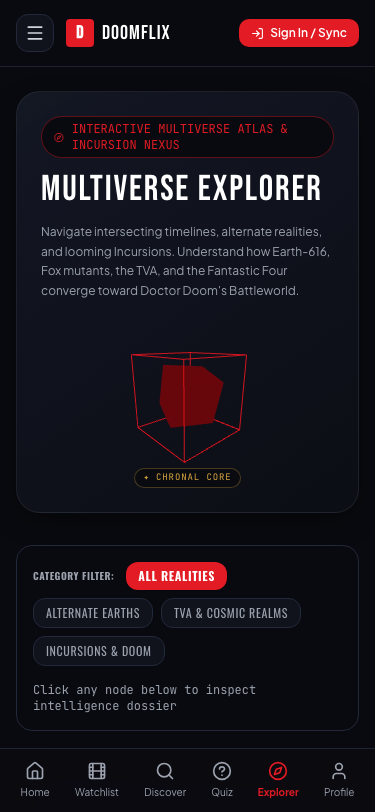 D DOOMFLIX
Sign In / Sync
INTERACTIVE MULTIVERSE ATLAS &
INCURSION NEXUS
MULTIVERSE EXPLORER
Navigate intersecting timelines, alternate realities,
and looming Incursions. Understand how Earth-616,
Fox mutants, the TVA, and the Fantastic Four
converge toward Doctor Doom's Battleworld.
✦ CHRONAL CORE
CATEGORY FILTER: ALL REALITIES
ALTERNATE EARTHS TVA & COSMIC REALMS
INCURSIONS & DOOM
Click any node below to inspect
intelligence dossier
Home Watchlist Discover Quiz Explorer Profile